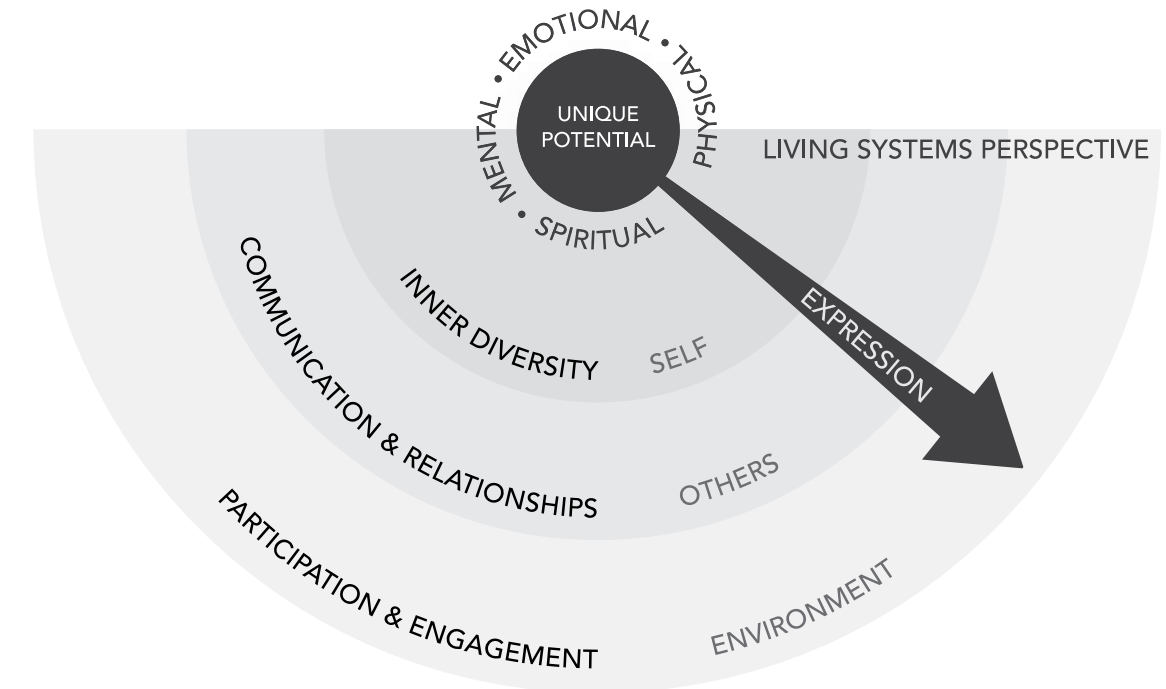 MENTAL • EMOTIONAL • PHYSICAL
• SPIRITUAL
UNIQUE
POTENTIAL
LIVING SYSTEMS PERSPECTIVE
EXPRESSION
INNER DIVERSITY
SELF
COMMUNICATION & RELATIONSHIPS
OTHERS
PARTICIPATION & ENGAGEMENT
ENVIRONMENT